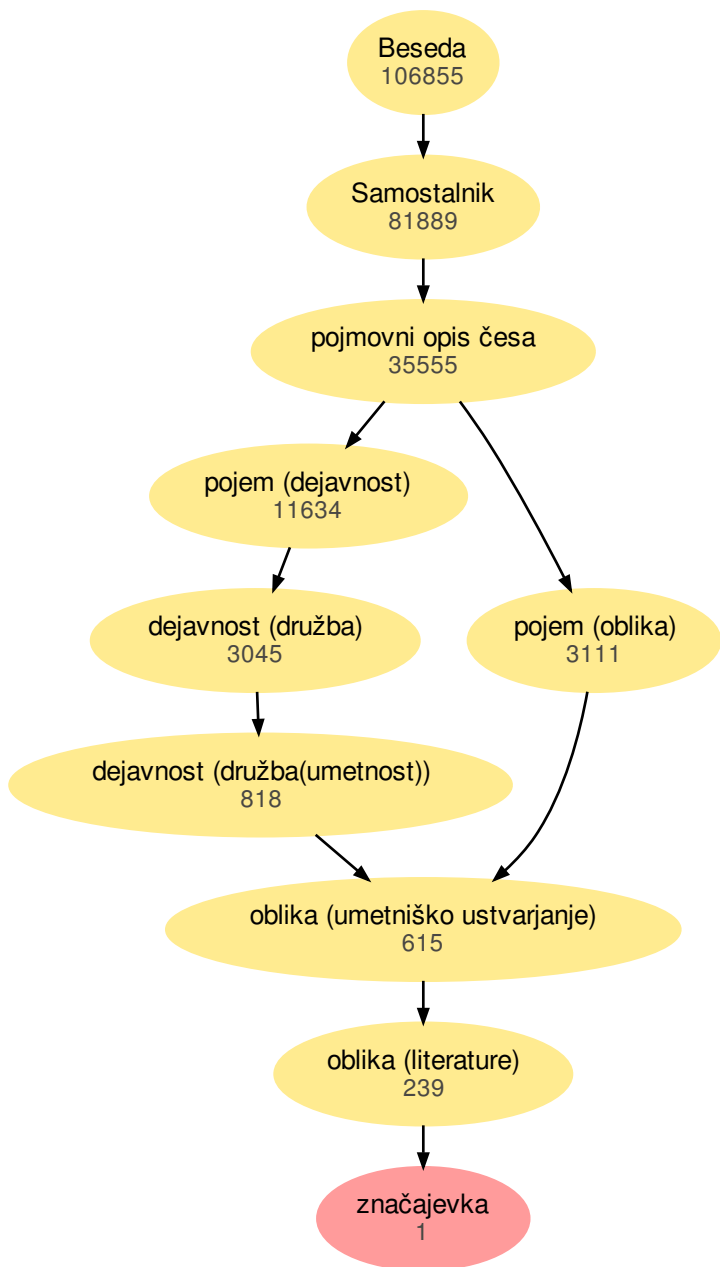 Beseda
106855
Samostalnik
81889
pojmovni opis česa
35555
pojem (dejavnost)
11634
dejavnost (družba)
3045
pojem (oblika)
3111
dejavnost (družba(umetnost))
818
oblika (umetniško ustvarjanje)
615
oblika (literature)
239
značajevka
1